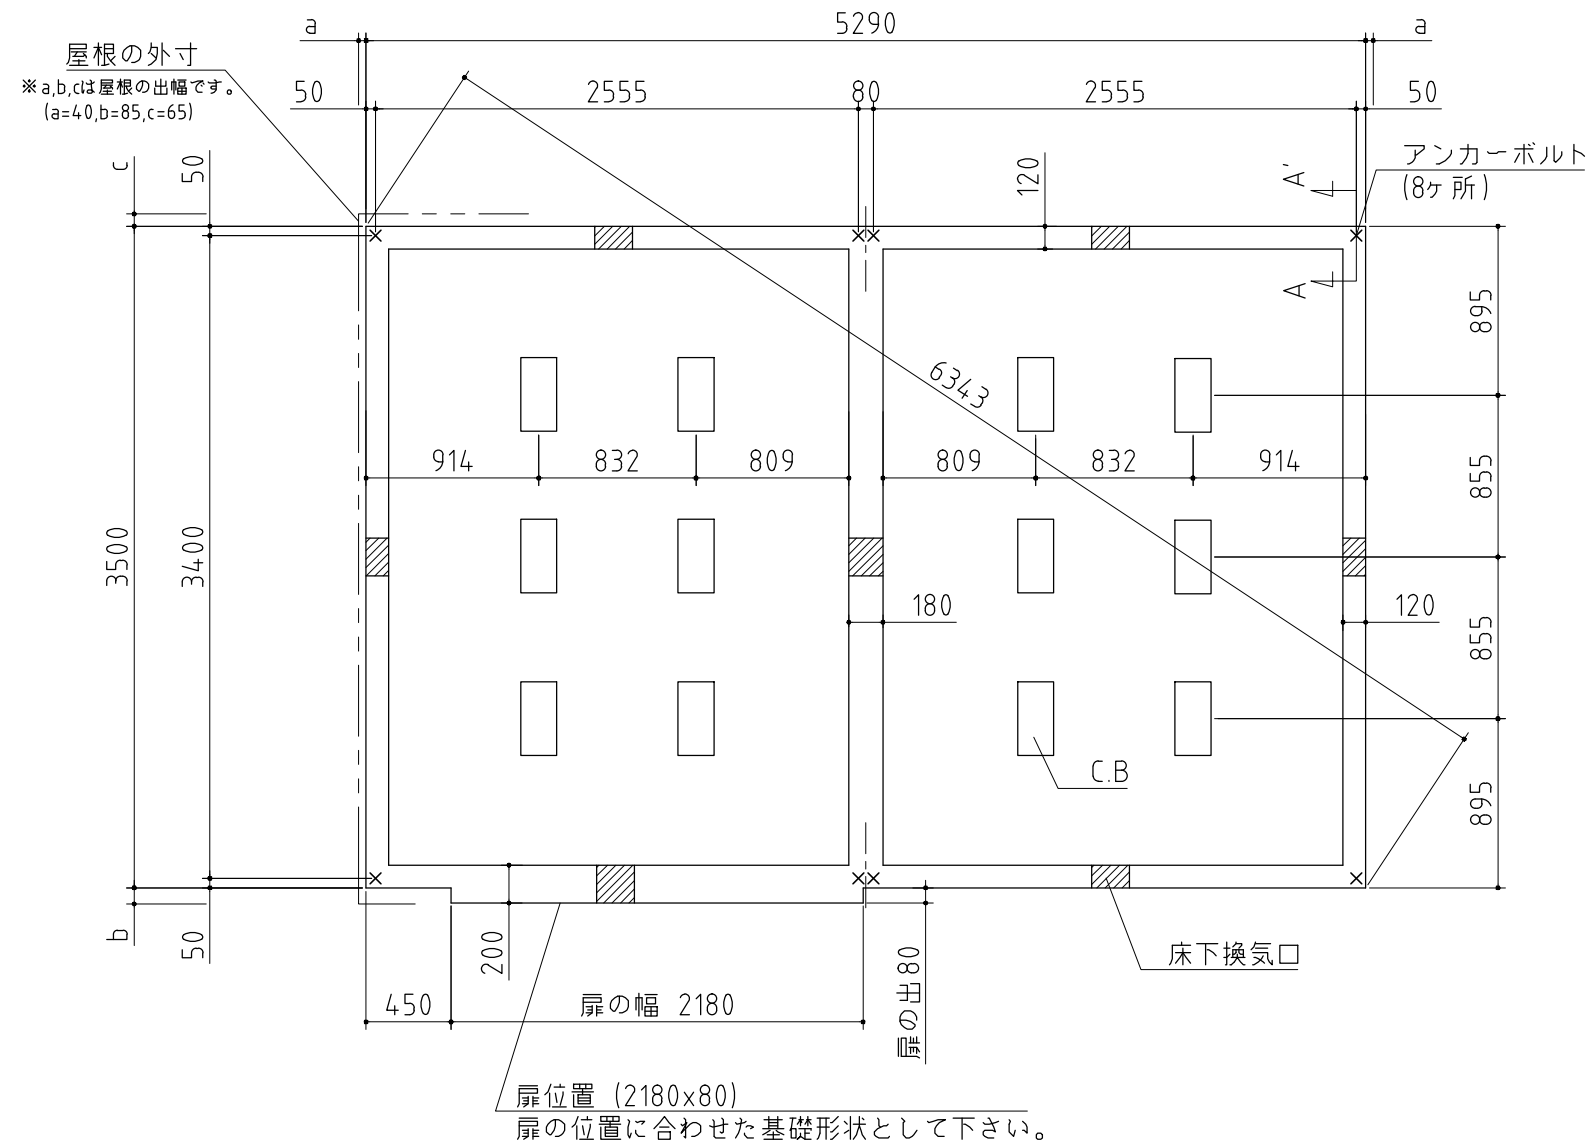 a
5290
a
屋根の外寸
※a,b,cは屋根の出幅です。
(a=40,b=85,c=65)
50
2555
80
2555
50
c
50
120
A'
アンカーボルト
(8ヶ所)
A
895
6343
914
832
809
809
832
914
855
3500
3400
180
120
855
C.B
895
b
50
200
扉の出80
床下換気口
450
扉の幅 2180
扉位置 (2180x80)
扉の位置に合わせた基礎形状として下さい。